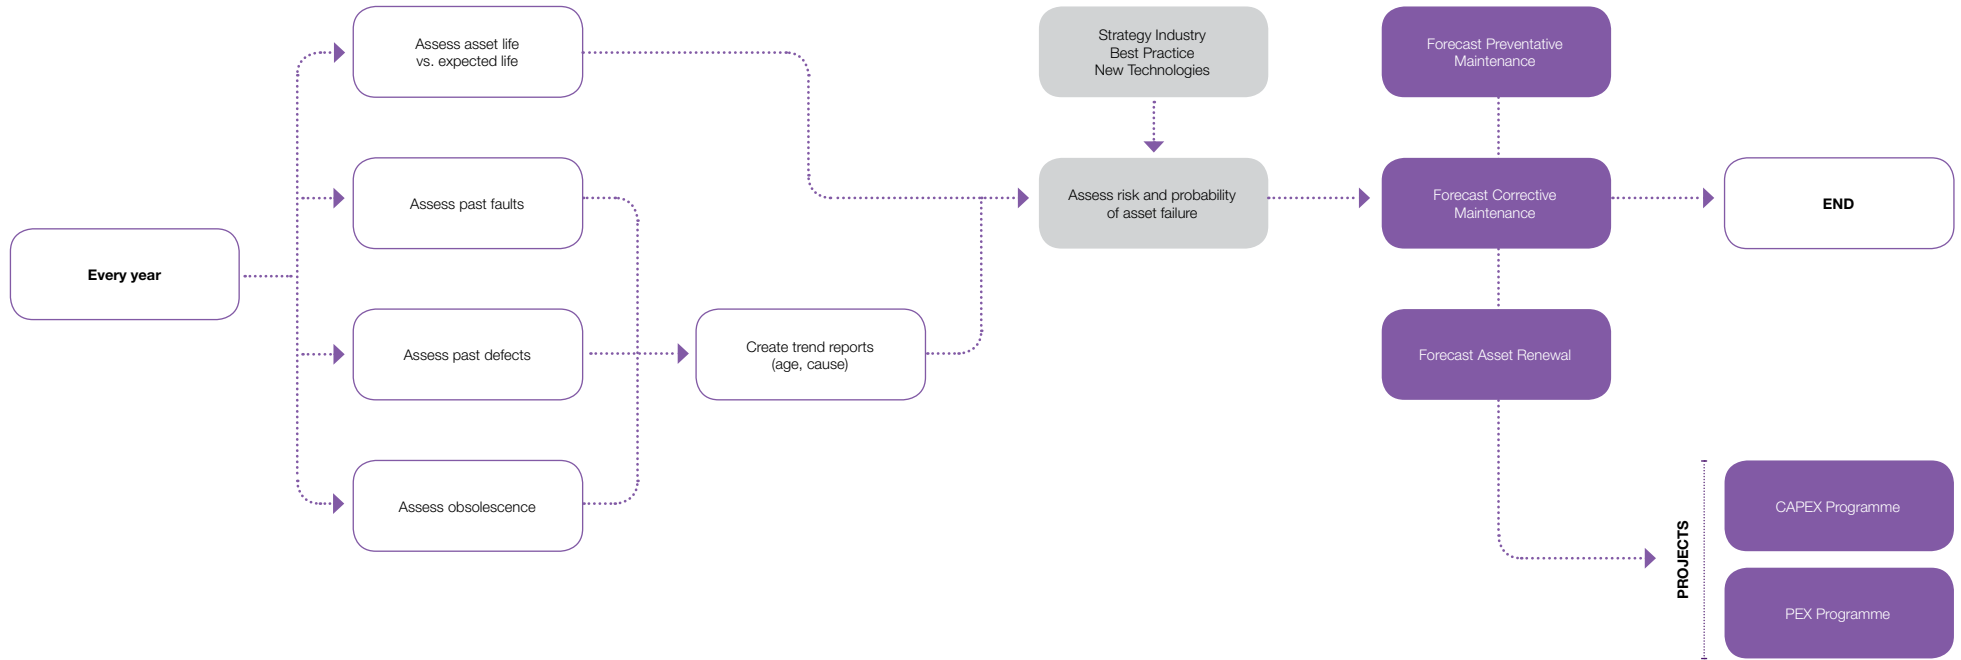 Assess asset life
vs. expected life
Strategy Industry
Best Practice
New Technologies
Forecast Preventative
Maintenance
Assess past faults
Assess risk and probability
of asset failure
Forecast Corrective
Maintenance
END
Every year
Assess past defects
Create trend reports
(age, cause)
Forecast Asset Renewal
Assess obsolescence
PROJECTS
CAPEX Programme
PEX Programme